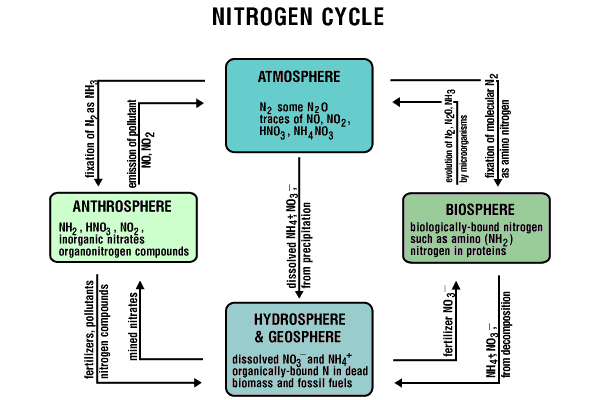 NITROGEN CYCLE
ATMOSPHERE
N₂ some N₂O
traces of NO, NO₂,
HNO₃, NH₄NO₃
fixation of N₂ as NH₃
emission of pollutant
NO, NO₂
dissolved NH₄+ NO₃⁻,
from precipitation
evolution of N₂, N₂O, NH₃
by microorganisms
fixation of molecular N₂
as amino nitrogen
ANTHROSPHERE
NH₂, HNO₃, NO₂,
inorganic nitrates
organonitrogen compounds
BIOSPHERE
biologically-bound nitrogen
such as amino (NH₂)
nitrogen in proteins
fertilizers, pollutants
nitrogen compounds
mined nitrates
HYDROSPHERE
& GEOSPHERE
dissolved NO₃⁻ and NH₄⁺
organically-bound N in dead
biomass and fossil fuels
fertilizer NO₃⁻
NH₄+ NO₃⁻,
from decomposition